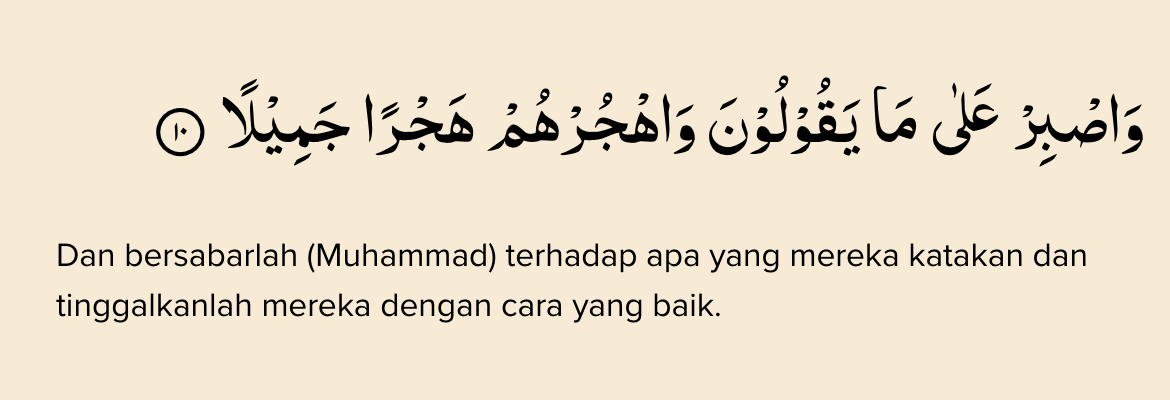 وَاصْبِرْ عَلٰى مَا يَقُوْلُوْنَ وَاهْجُرْهُمْ هَجْرًا جَمِيْلًا ١٠
Dan bersabarlah (Muhammad) terhadap apa yang mereka katakan dan
tinggalkanlah mereka dengan cara yang baik.